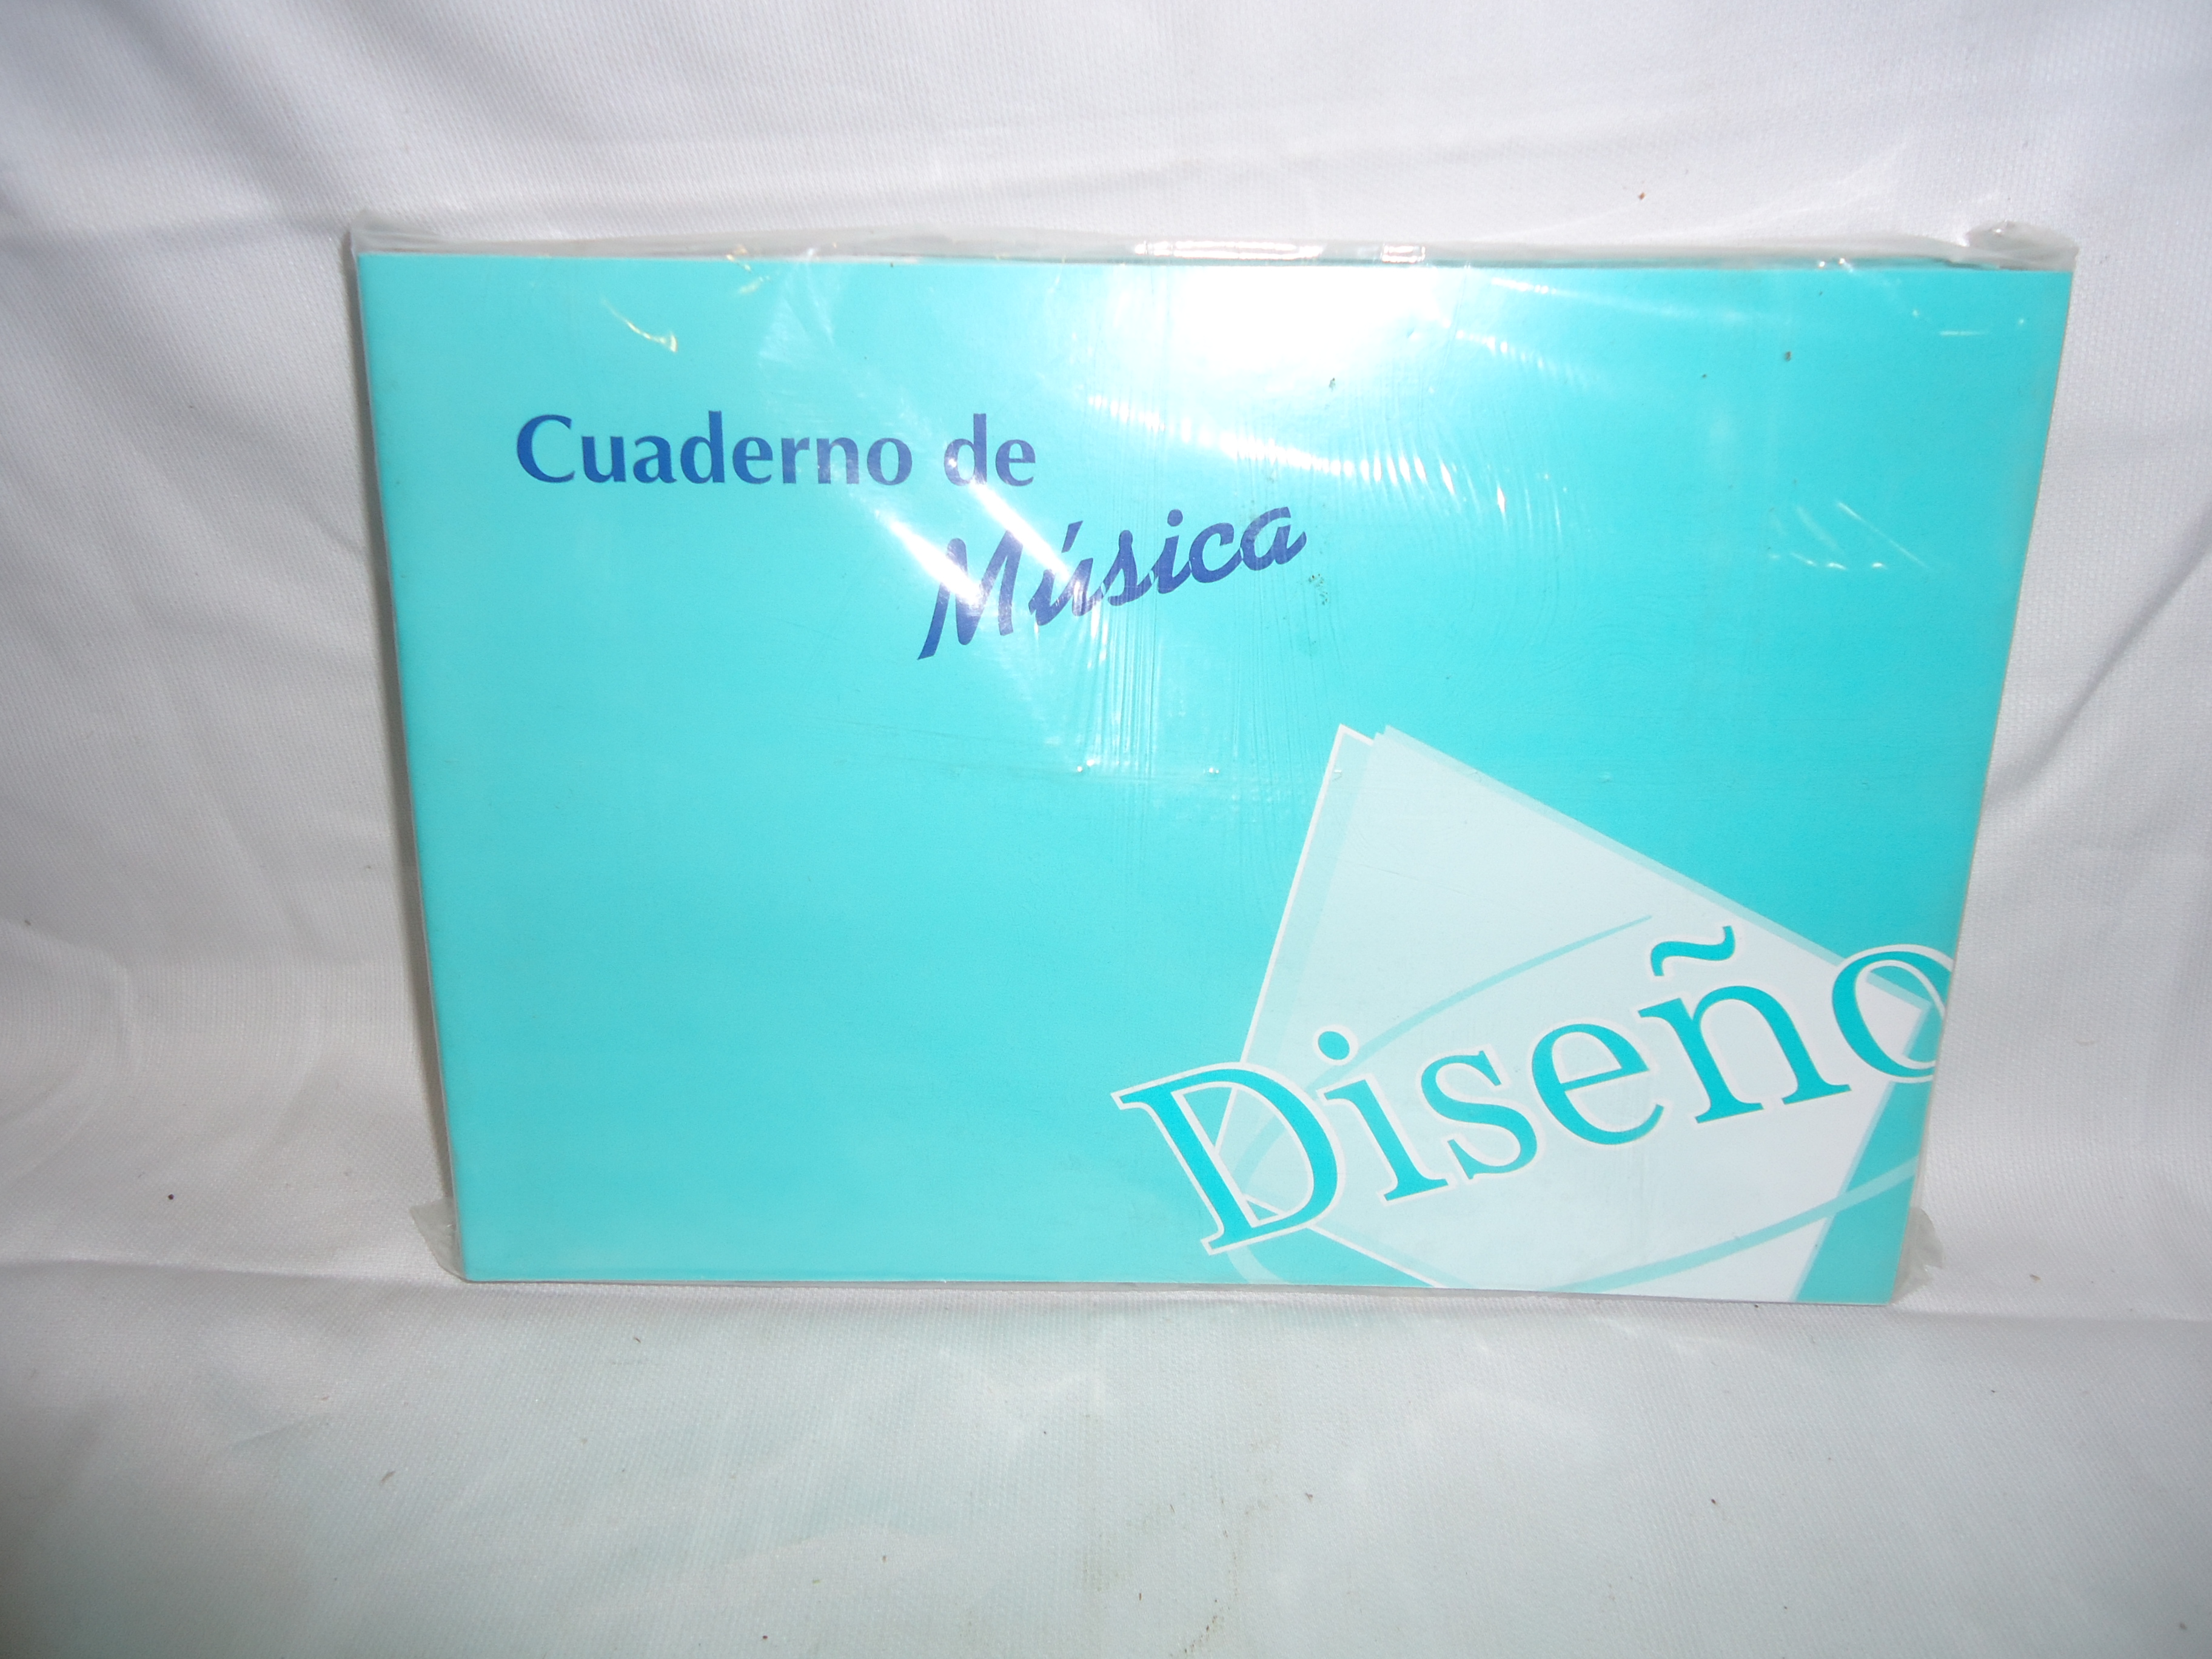 Cuaderno de
Música
Diseño